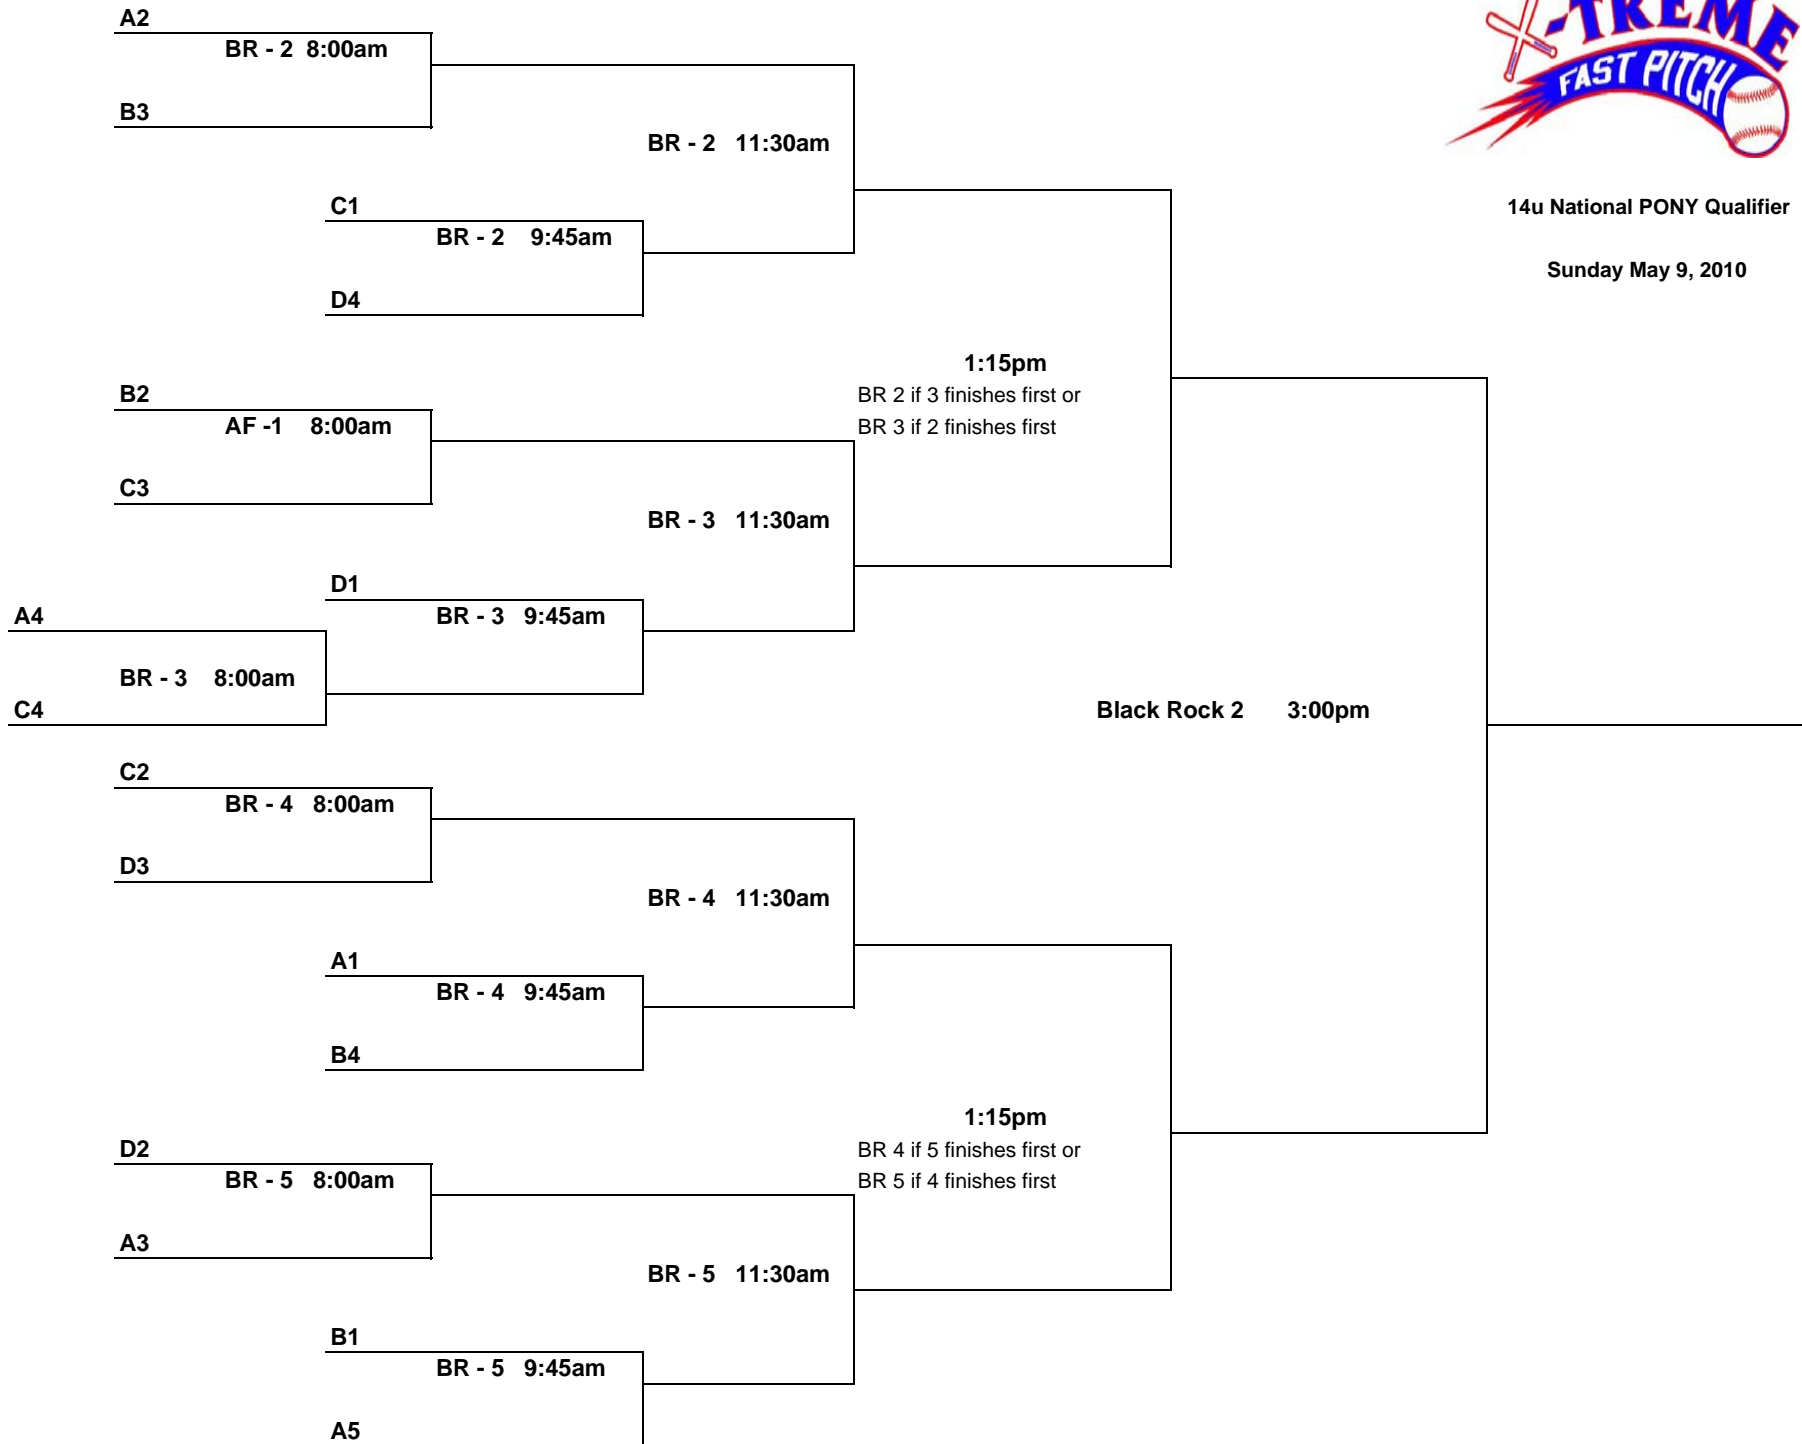 A2
X-TREME
BR - 2 8:00am
FAST PITCH
B3
BR - 2 11:30am
C1
14u National PONY Qualifier
BR - 2 9:45am
Sunday May 9, 2010
D4
1:15pm
B2
BR 2 if 3 finishes first or
AF -1 8:00am
BR 3 if 2 finishes first
C3
BR - 3 11:30am
D1
A4
BR - 3 9:45am
BR - 3 8:00am
C4
Black Rock 2 3:00pm
C2
BR - 4 8:00am
D3
BR - 4 11:30am
A1
BR - 4 9:45am
B4
1:15pm
D2
BR 4 if 5 finishes first or
BR - 5 8:00am
BR 5 if 4 finishes first
A3
BR - 5 11:30am
B1
BR - 5 9:45am
A5